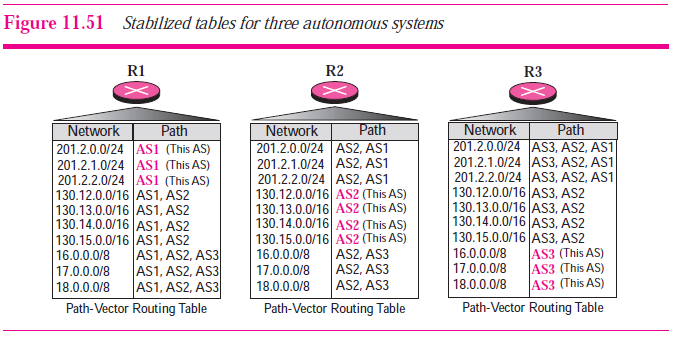 Figure 11.51 Stabilized tables for three autonomous systems
R1
Network Path
201.2.0.0/24 AS1 (This AS)
201.2.1.0/24 AS1 (This AS)
201.2.2.0/24 AS1 (This AS)
130.12.0.0/16 AS1, AS2
130.13.0.0/16 AS1, AS2
130.14.0.0/16 AS1, AS2
130.15.0.0/16 AS1, AS2
16.0.0.0/8 AS1, AS2, AS3
17.0.0.0/8 AS1, AS2, AS3
18.0.0.0/8 AS1, AS2, AS3
Path-Vector Routing Table
R2
Network Path
201.2.0.0/24 AS2, AS1
201.2.1.0/24 AS2, AS1
201.2.2.0/24 AS2, AS1
130.12.0.0/16 AS2 (This AS)
130.13.0.0/16 AS2 (This AS)
130.14.0.0/16 AS2 (This AS)
130.15.0.0/16 AS2 (This AS)
16.0.0.0/8 AS2, AS3
17.0.0.0/8 AS2, AS3
18.0.0.0/8 AS2, AS3
Path-Vector Routing Table
R3
Network Path
201.2.0.0/24 AS3, AS2, AS1
201.2.1.0/24 AS3, AS2, AS1
201.2.2.0/24 AS3, AS2, AS1
130.12.0.0/16 AS3, AS2
130.13.0.0/16 AS3, AS2
130.14.0.0/16 AS3, AS2
130.15.0.0/16 AS3, AS2
16.0.0.0/8 AS3 (This AS)
17.0.0.0/8 AS3 (This AS)
18.0.0.0/8 AS3 (This AS)
Path-Vector Routing Table